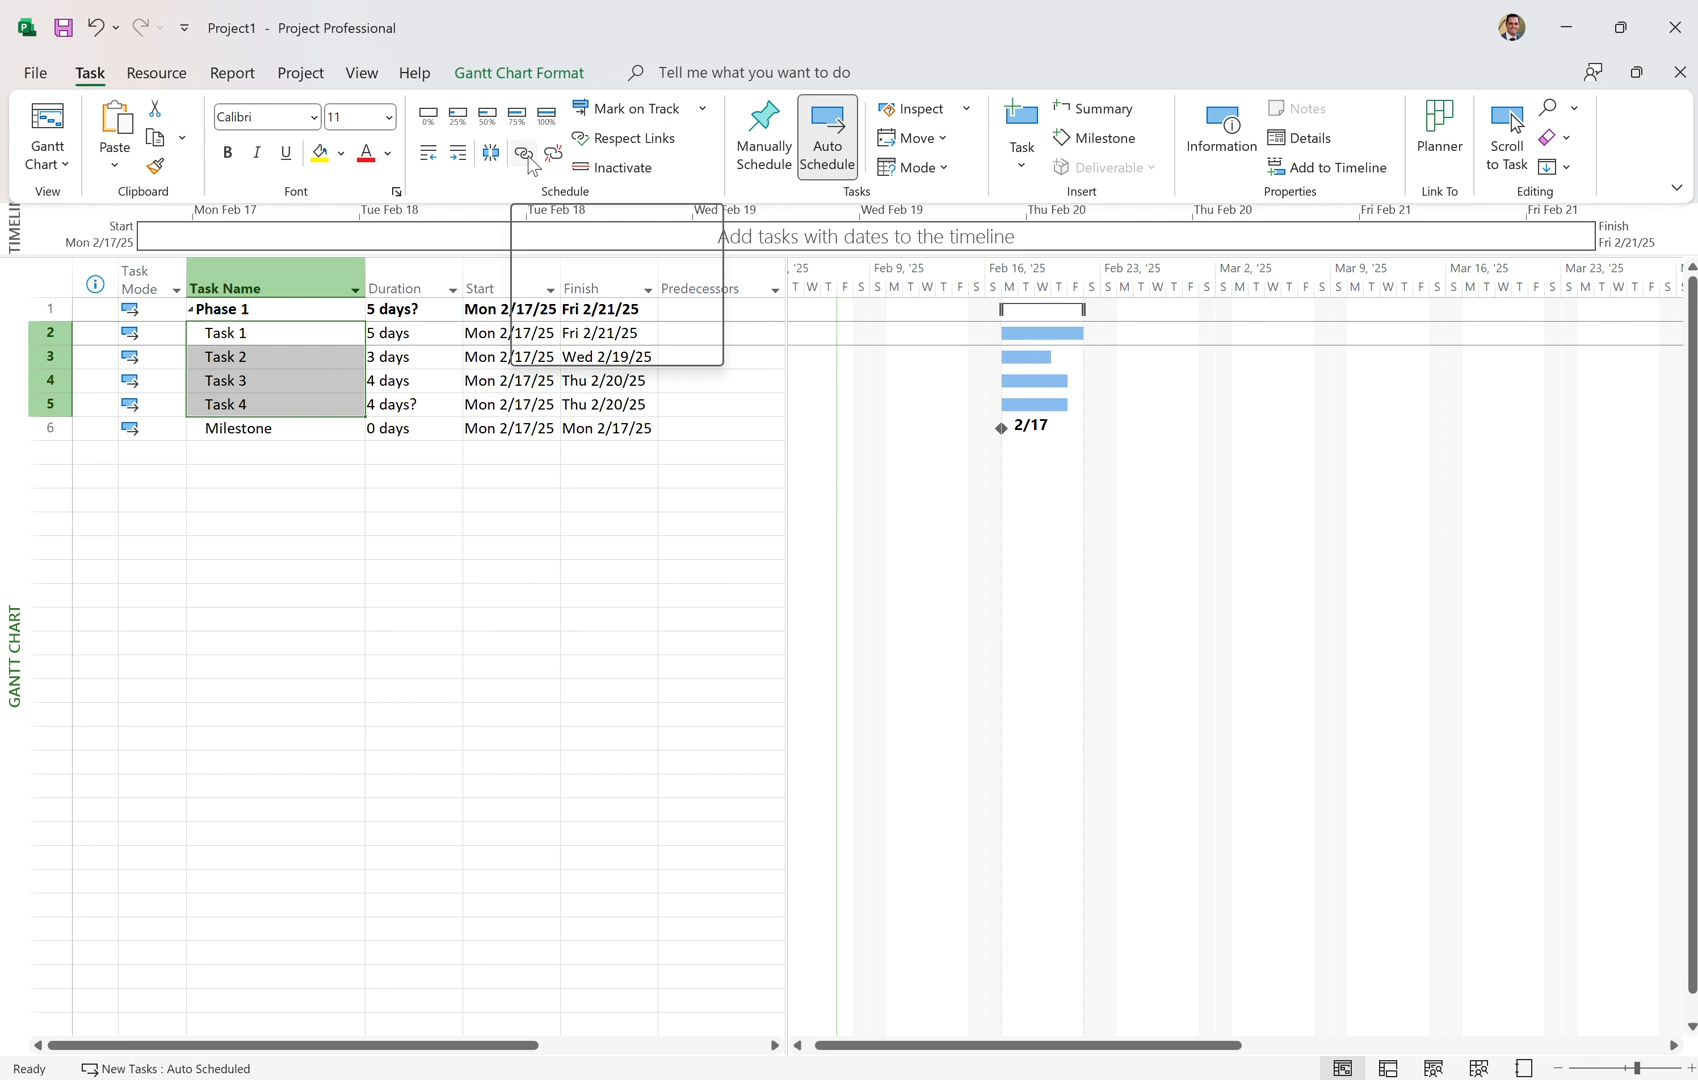 Project1 - Project Professional
File Task Resource Report Project View Help Gantt Chart Format Tell me what you want to do
Gantt Chart
View
Paste
Clipboard
Calibri 11
B I U A
Font
0% 25% 50% 75% 100%
Mark on Track
Respect Links
Inactivate
Schedule
Manually Schedule
Auto Schedule
Inspect
Move
Mode
Tasks
Task
Summary
Milestone
Deliverable
Insert
Information
Notes
Details
Add to Timeline
Properties
Planner
Link To
Scroll to Task
Editing
Mon Feb 17 Tue Feb 18 Tue Feb 18 Wed Feb 19 Wed Feb 19 Thu Feb 20 Thu Feb 20 Fri Feb 21 Fri Feb 21
Start
Mon 2/17/25
Add tasks with dates to the timeline
Finish
Fri 2/21/25
Task Mode Task Name Duration Start Finish Predecessors
, '25 Feb 9, '25 Feb 16, '25 Feb 23, '25 Mar 2, '25 Mar 9, '25 Mar 16, '25 Mar 23, '25
T W T F S S M T W T F S S M T W T F S S M T W T F S S M T W T F S S M T W T F S S M T W T F S S M T W T F S
1 Phase 1 5 days? Mon 2/17/25 Fri 2/21/25
2 Task 1 5 days Mon 2/17/25 Fri 2/21/25
3 Task 2 3 days Mon 2/17/25 Wed 2/19/25
4 Task 3 4 days Mon 2/17/25 Thu 2/20/25
5 Task 4 4 days? Mon 2/17/25 Thu 2/20/25
6 Milestone 0 days Mon 2/17/25 Mon 2/17/25
2/17
GANTT CHART
Ready New Tasks : Auto Scheduled